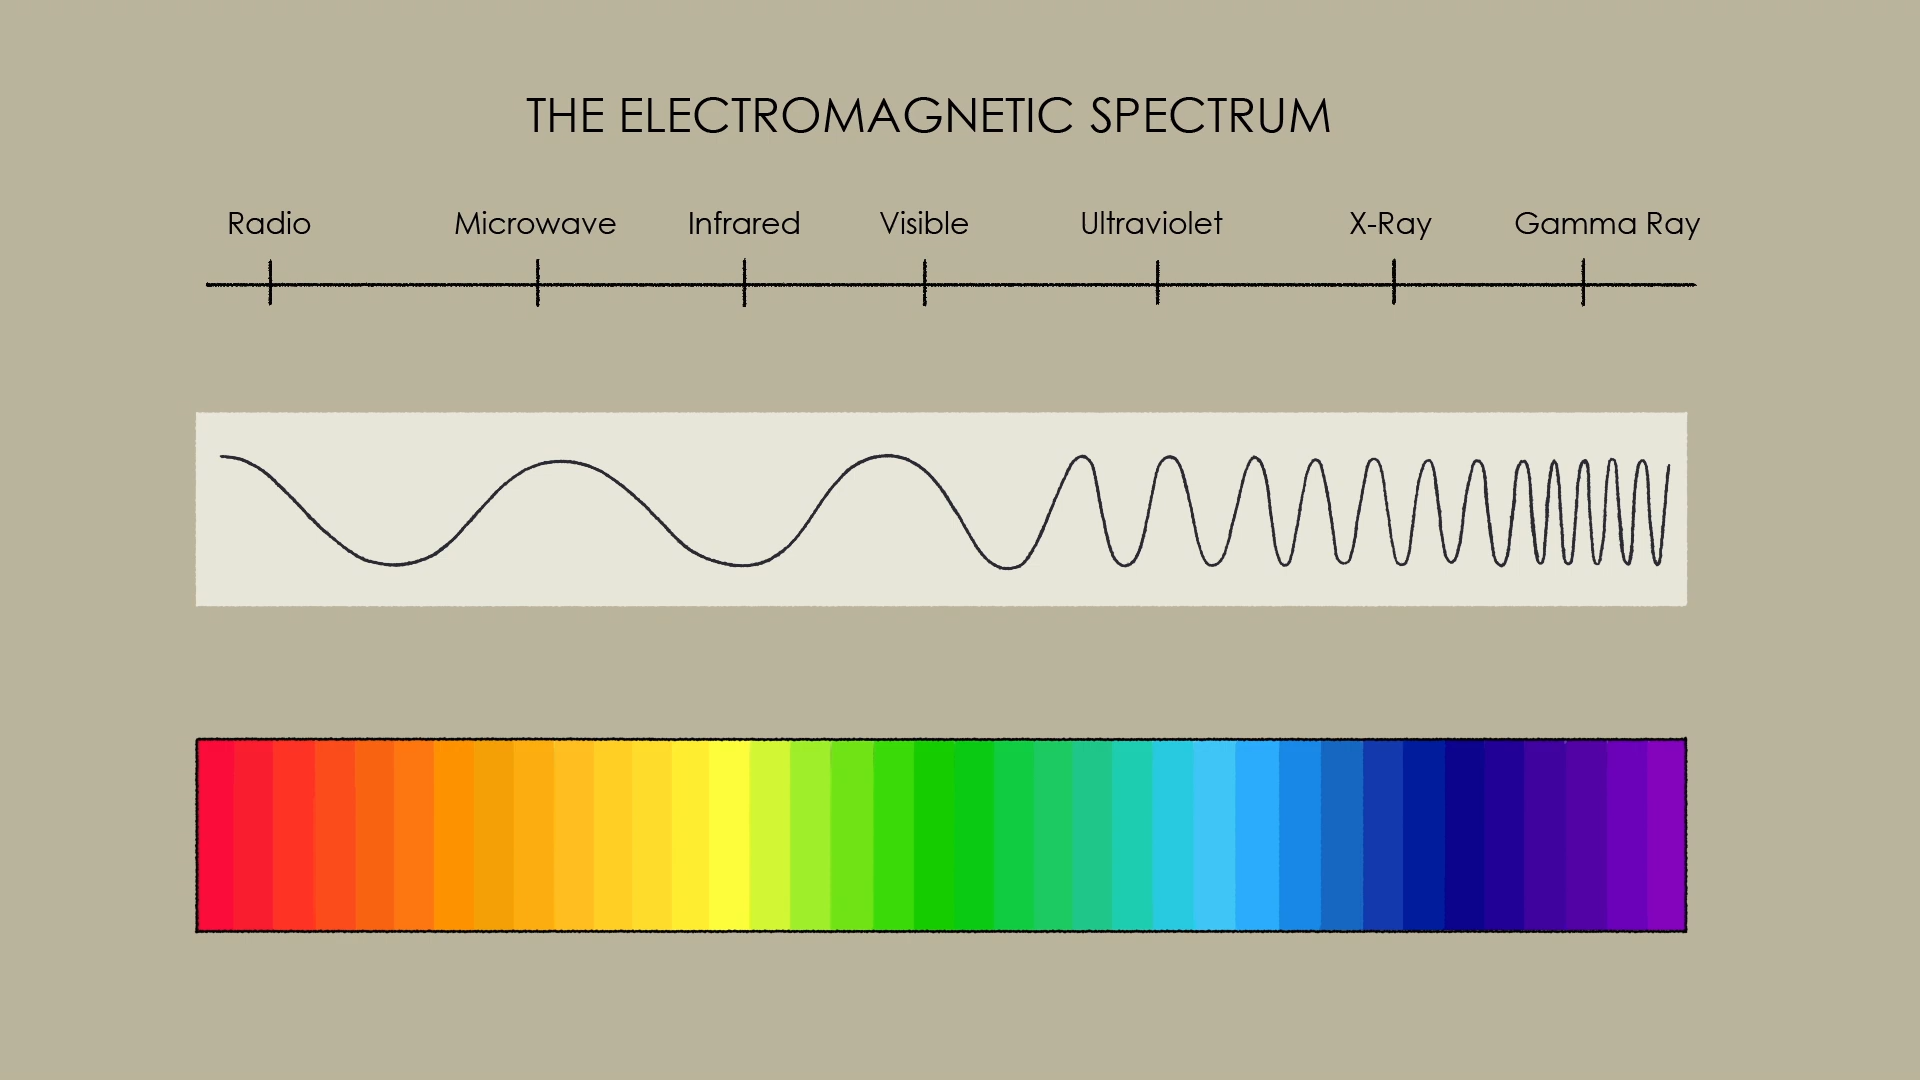 THE ELECTROMAGNETIC SPECTRUM
Radio Microwave Infrared Visible Ultraviolet X-Ray Gamma Ray